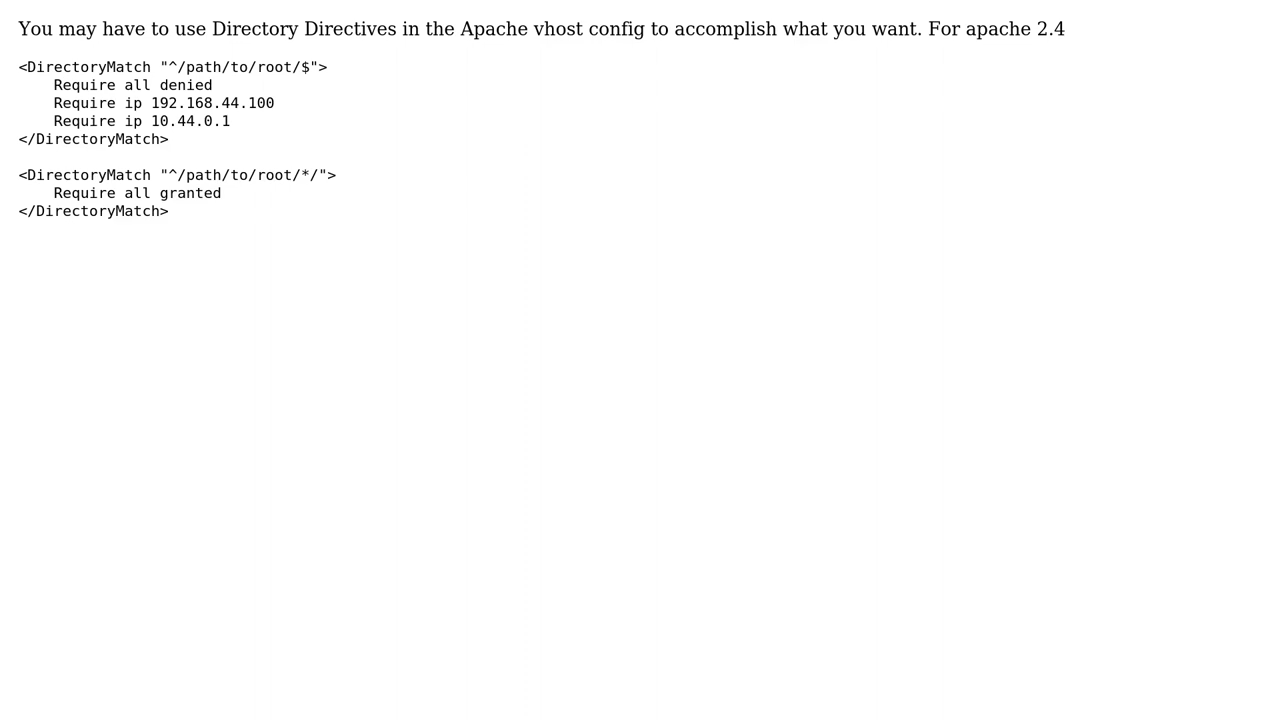 You may have to use Directory Directives in the Apache vhost config to accomplish what you want. For apache 2.4
<DirectoryMatch "^/path/to/root/$">
    Require all denied
    Require ip 192.168.44.100
    Require ip 10.44.0.1
</DirectoryMatch>

<DirectoryMatch "^/path/to/root/*/">
    Require all granted
</DirectoryMatch>